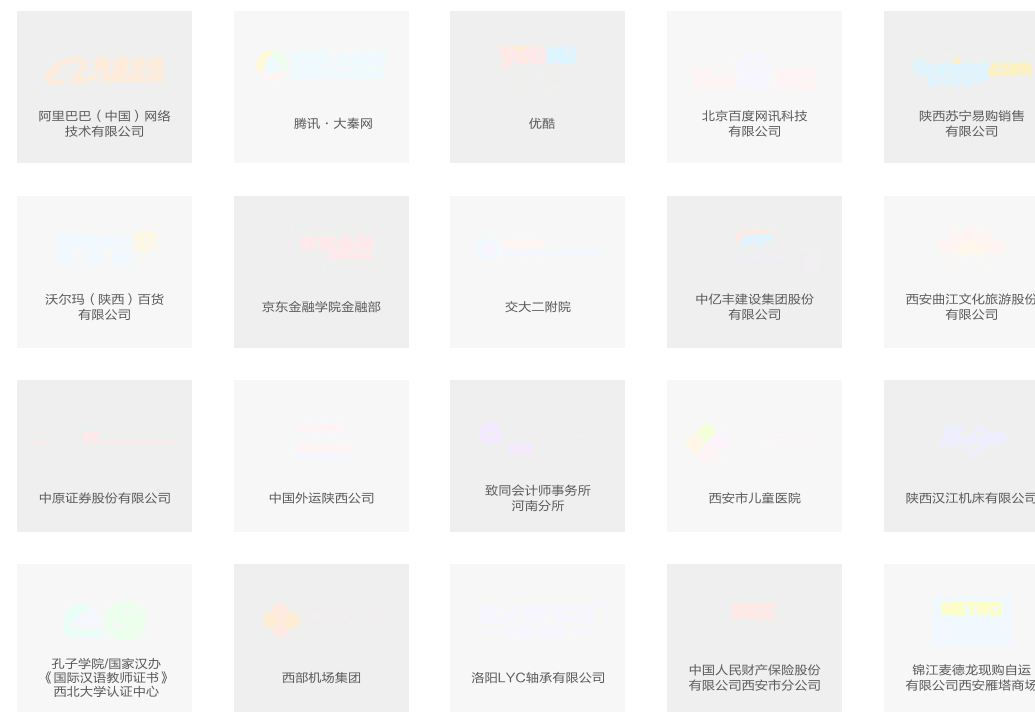 阿里巴巴（中国）网络
技术有限公司
腾讯 · 大秦网
优酷
北京百度网讯科技
有限公司
陕西苏宁易购销售
有限公司
沃尔玛（陕西）百货
有限公司
京东金融学院金融部
交大二附院
中亿丰建设集团股份
有限公司
西安曲江文化旅游股份
有限公司
中原证券股份有限公司
中国外运陕西公司
致同会计师事务所
河南分所
西安市儿童医院
陕西汉江机床有限公司
孔子学院/国家汉办
《国际汉语教师证书》
西北大学认证中心
西部机场集团
洛阳LYC轴承有限公司
中国人民财产保险股份
有限公司西安市分公司
METRO
锦江麦德龙现购自运
有限公司西安雁塔商场